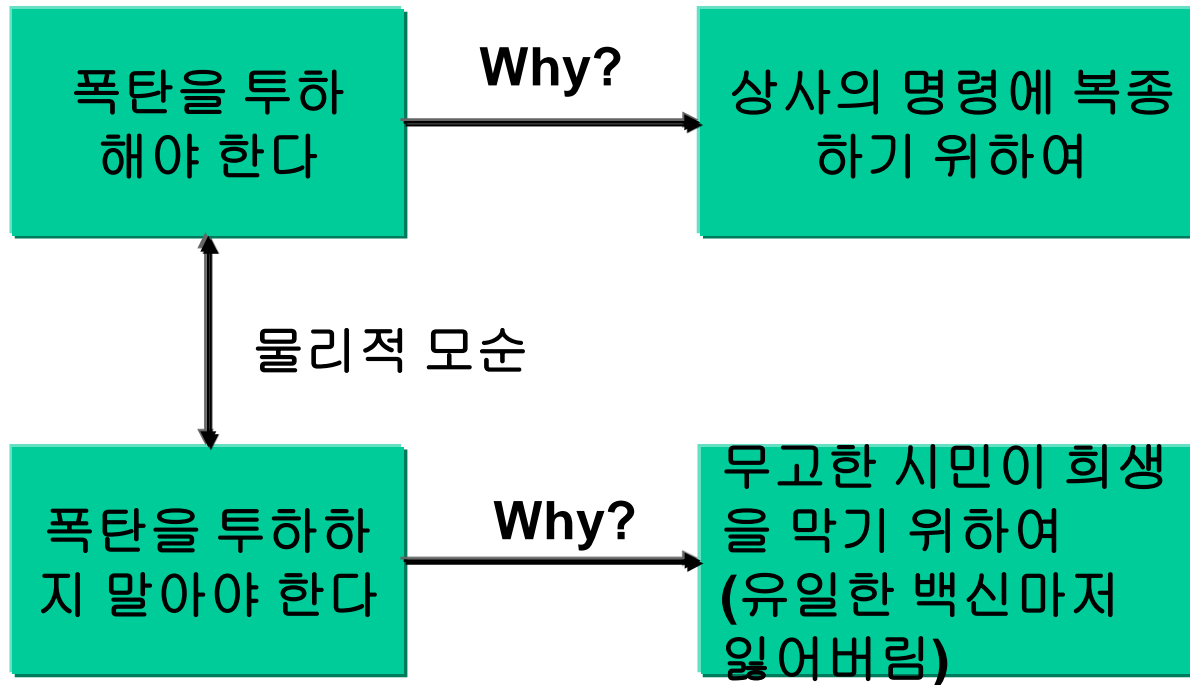 폭탄을 투하
해야 한다
Why?
상사의 명령에 복종
하기 위하여
물리적 모순
폭탄을 투하하
지 말아야 한다
Why?
무고한 시민이 희생
을 막기 위하여
(유일한 백신마저
잃어버림)